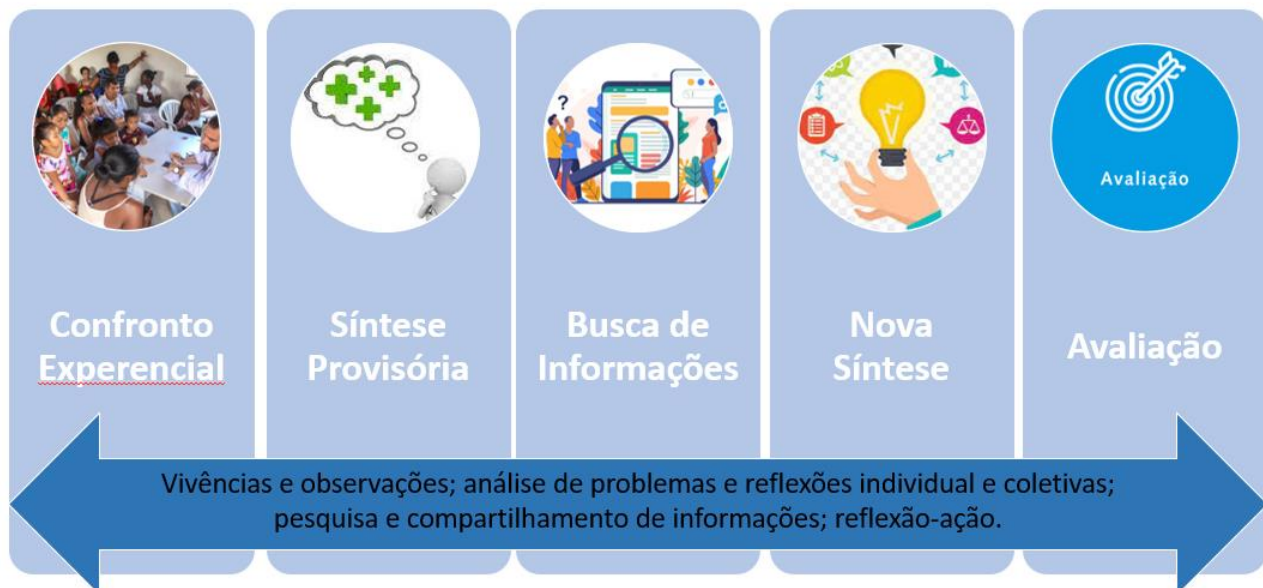 ?
Avaliação
Confronto
Experencial
Síntese
Provisória
Busca de
Informações
Nova
Síntese
Avaliação
Vivências e observações; análise de problemas e reflexões individual e coletivas;
pesquisa e compartilhamento de informações; reflexão-ação.